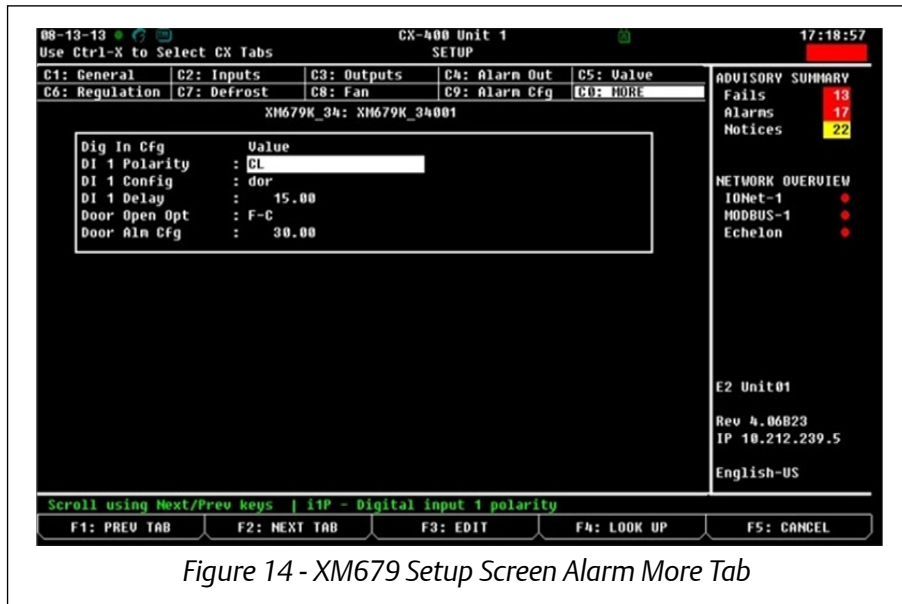 08-13-13 CX-400 Unit 1 17:18:57
Use Ctrl-X to Select CX Tabs SETUP
C1: General C2: Inputs C3: Outputs C4: Alarm Out C5: Valve
C6: Regulation C7: Defrost C8: Fan C9: Alarm Cfg C0: MORE
XM679K_34: XM679K_34001
Dig In Cfg Value
DI 1 Polarity : CL
DI 1 Config : dor
DI 1 Delay : 15.00
Door Open Opt : F-C
Door Alm Cfg : 30.00
ADVISORY SUMMARY
Fails 13
Alarms 17
Notices 22
NETWORK OVERVIEW
IONet-1
MODBUS-1
Echelon
E2 Unit01
Rev 4.06B23
IP 10.212.239.5
English-US
Scroll using Next/Prev keys | i1P - Digital input 1 polarity
F1: PREV TAB F2: NEXT TAB F3: EDIT F4: LOOK UP F5: CANCEL
Figure 14 - XM679 Setup Screen Alarm More Tab